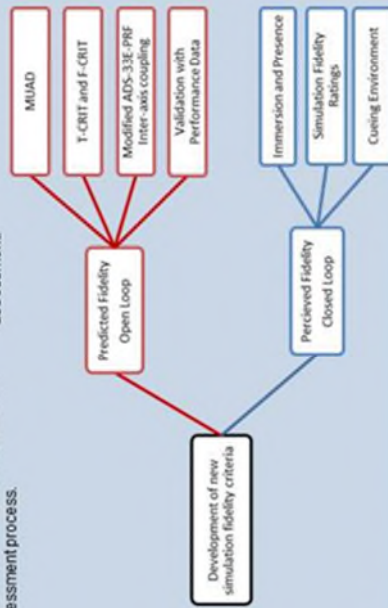 essment process.
Development of new
simulation fidelity criteria
Predicted Fidelity
Open Loop
MUAD
T-CRIT and F-CRIT
Modified ADS-33E-PRF
Inter-axis coupling
Validation with
Performance Data
Percieved Fidelity
Closed Loop
Immersion and Presence
Simulation Fidelity
Ratings
Cueing Environment